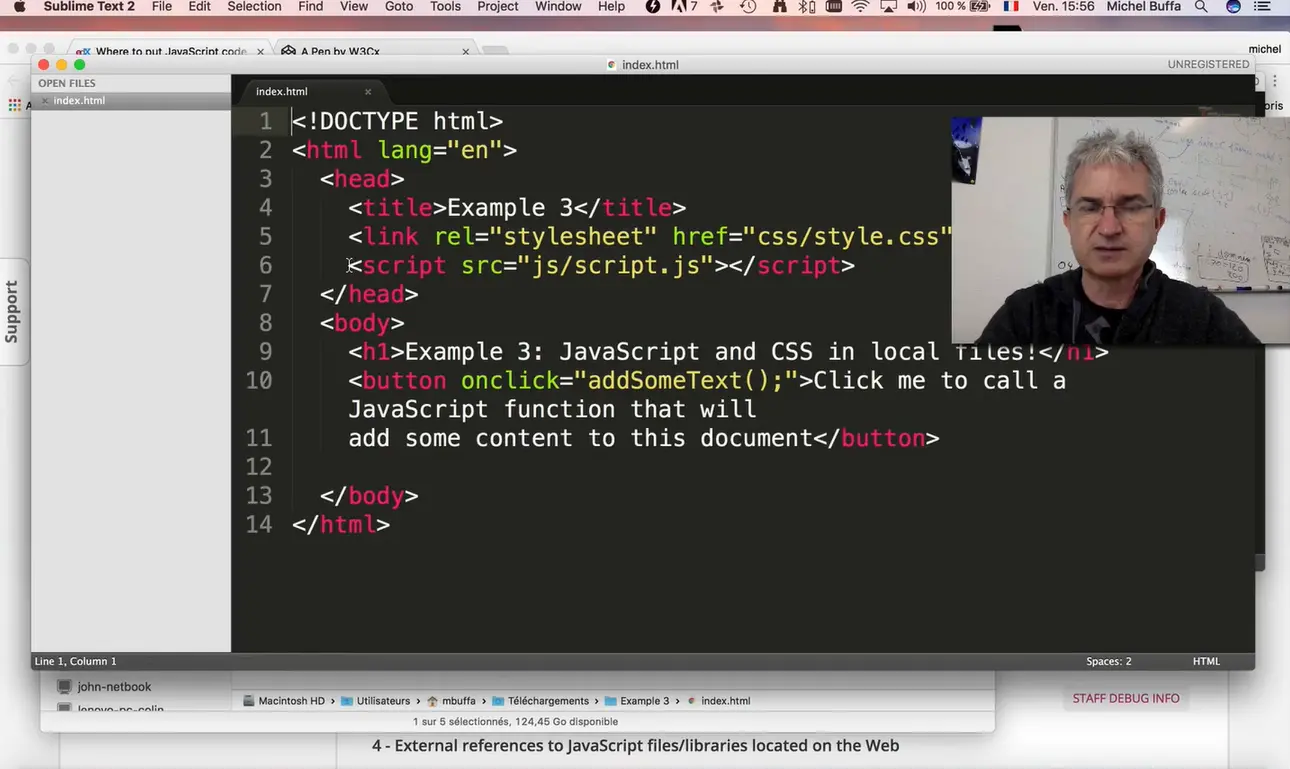 Sublime Text 2 File Edit Selection Find View Goto Tools Project Window Help 7 100 % Ven. 15:56 Michel Buffa
edX Where to put JavaScript code × A Pen by W3Cx ×
michel
index.html
UNREGISTERED
OPEN FILES
× index.html
index.html ×
1 <!DOCTYPE html>
2 <html lang="en">
3 <head>
4 <title>Example 3</title>
5 <link rel="stylesheet" href="css/style.css"
6 <script src="js/script.js"></script>
7 </head>
8 <body>
9 <h1>Example 3: JavaScript and CSS in local files!</h1>
10 <button onclick="addSomeText();">Click me to call a
JavaScript function that will
11 add some content to this document</button>
12
13 </body>
14 </html>
Support
Line 1, Column 1
Spaces: 2 HTML
john-netbook
lenovo-pc-colin
Macintosh HD › Utilisateurs › mbuffa › Téléchargements › Example 3 › index.html
1 sur 5 sélectionnés, 124,45 Go disponible
STAFF DEBUG INFO
4 - External references to JavaScript files/libraries located on the Web